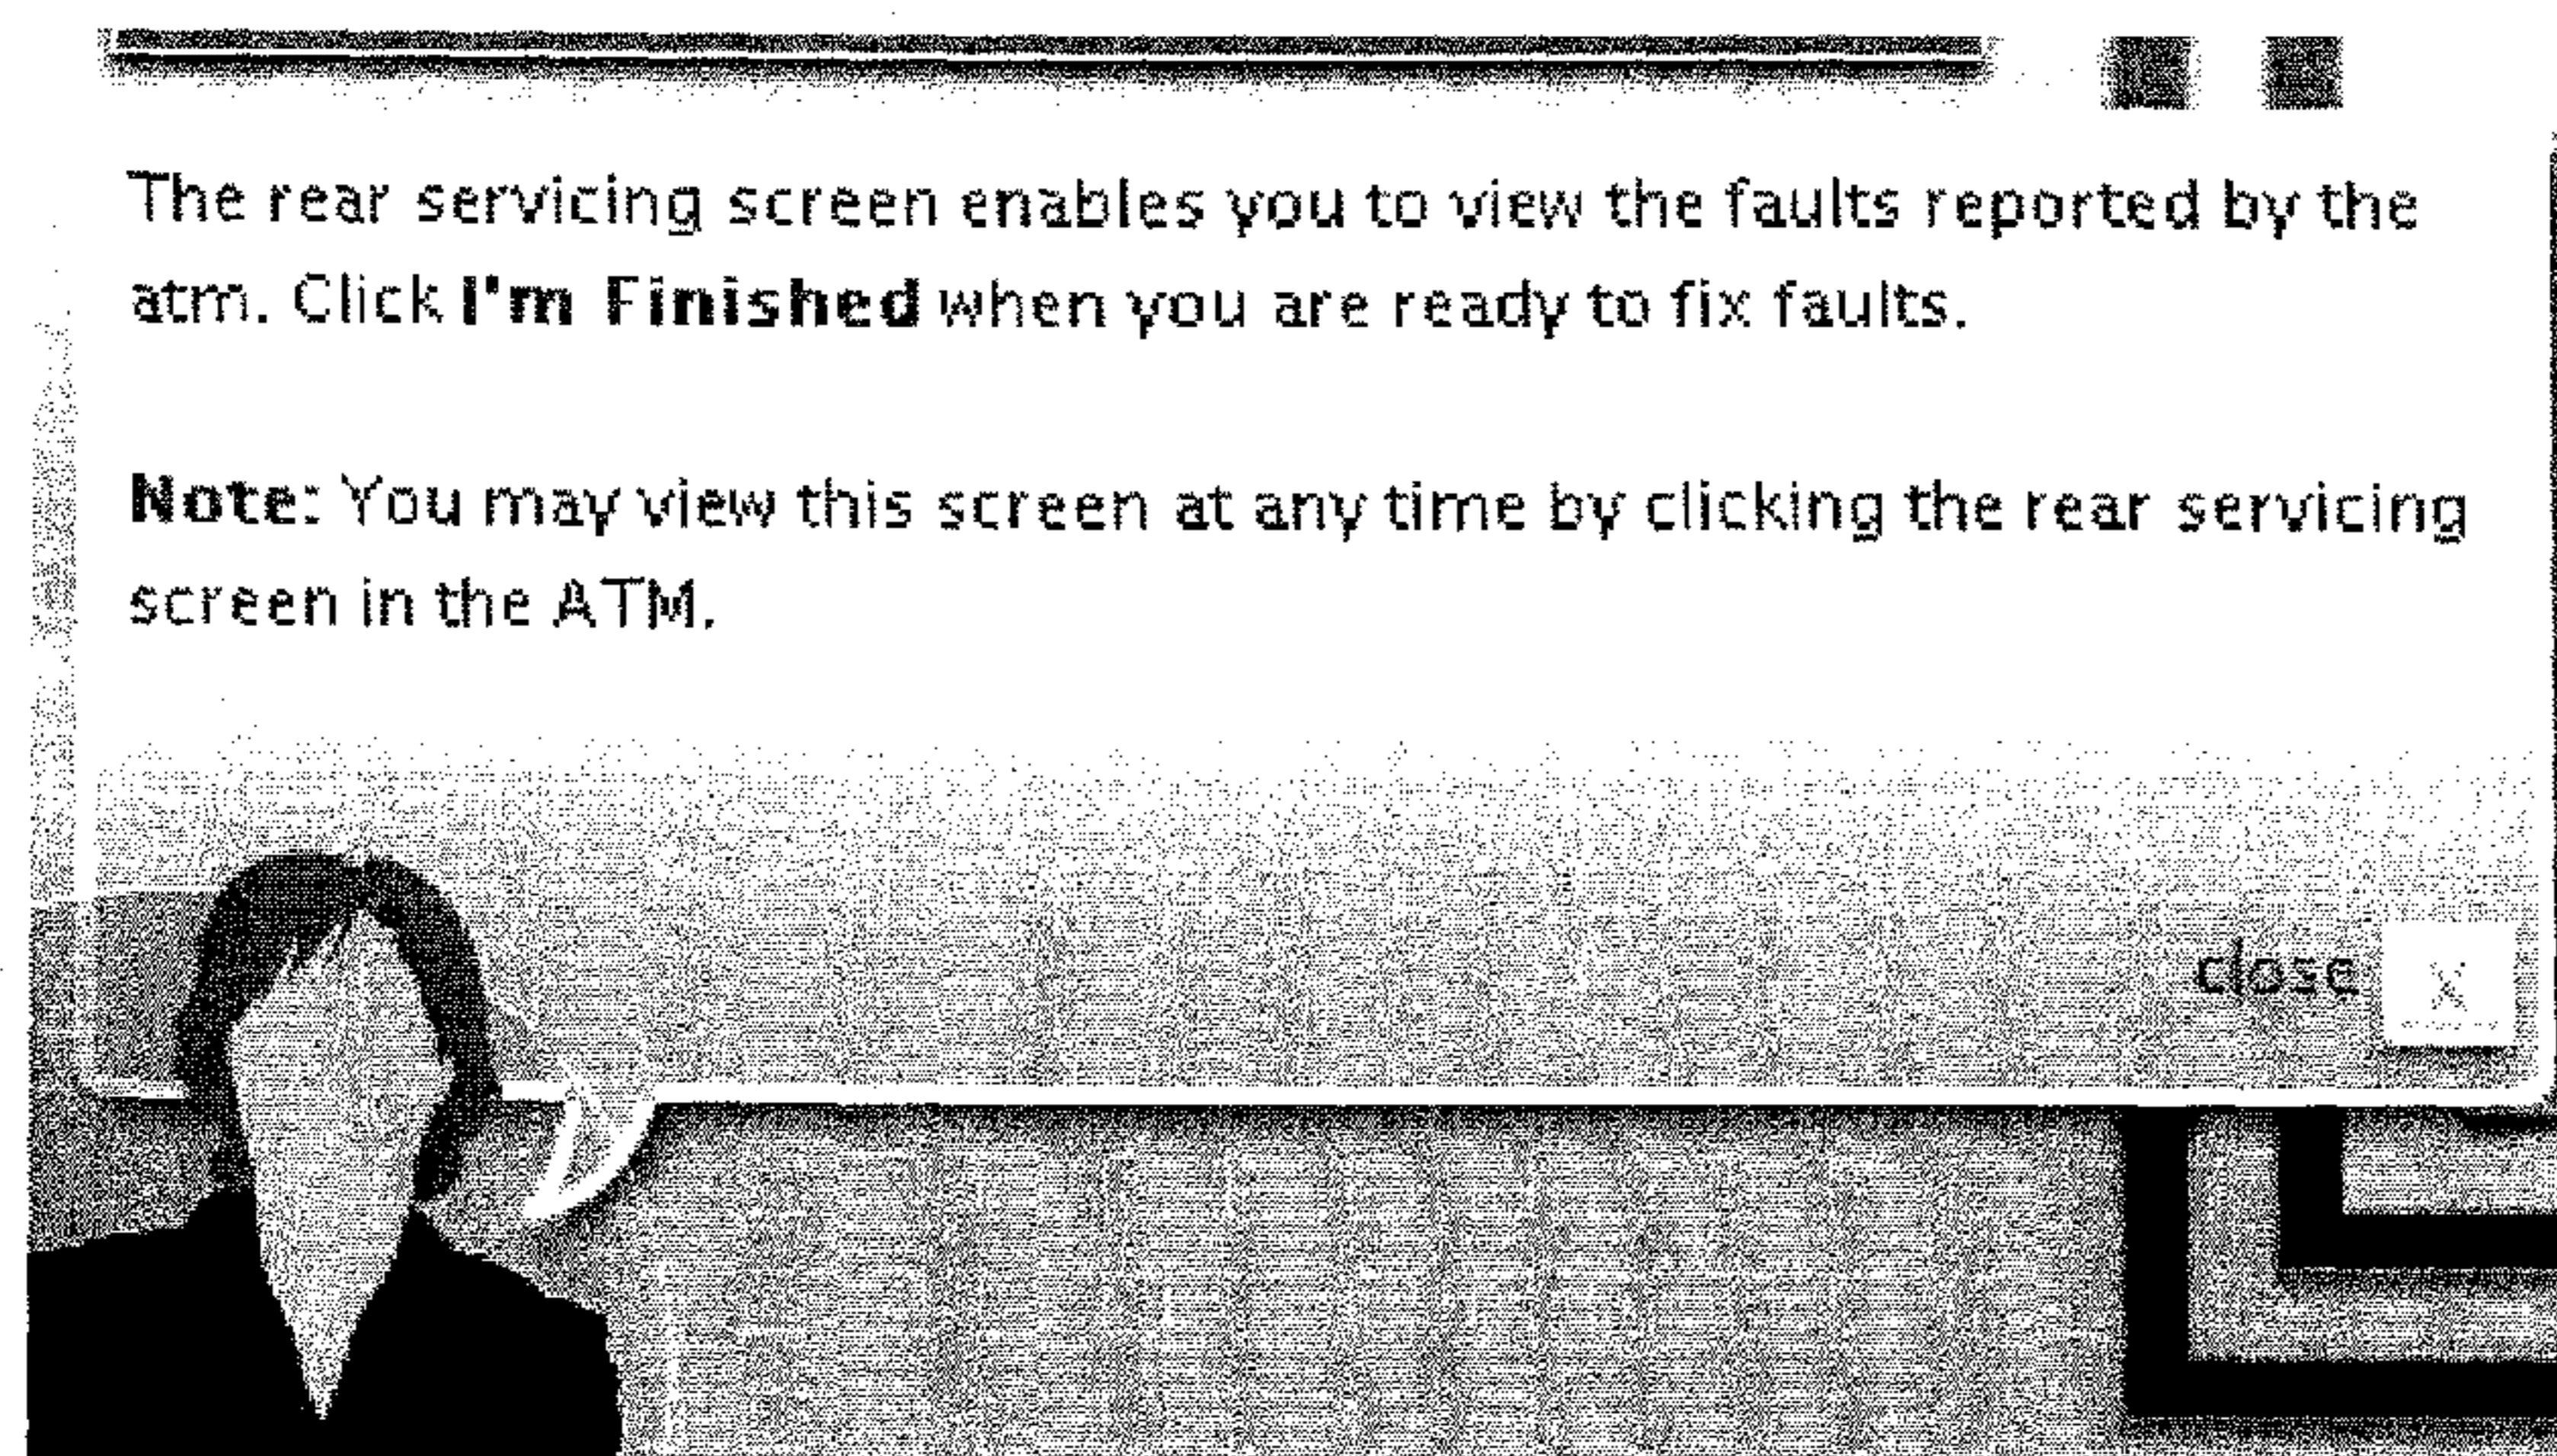 The rear servicing screen enables you to view the faults reported by the
atm. Click I'm Finished when you are ready to fix faults.
Note: You may view this screen at any time by clicking the rear servicing
screen in the ATM.
close X